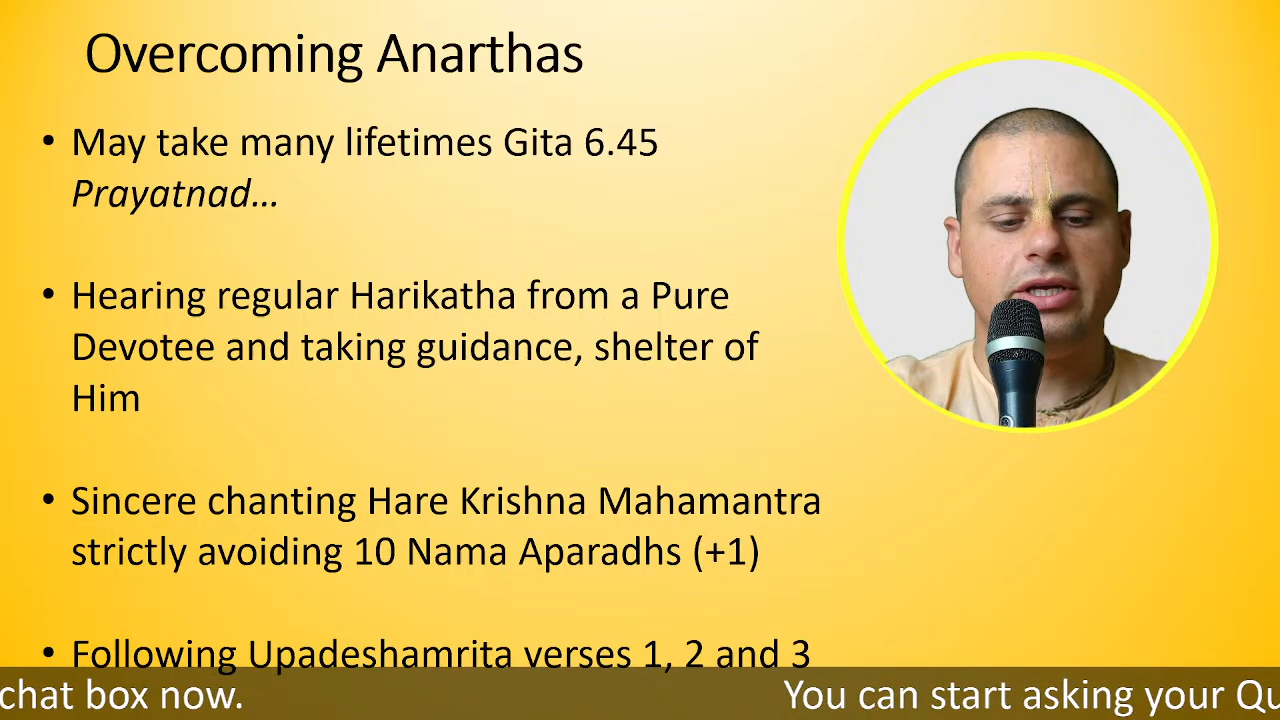 Overcoming Anarthas
• May take many lifetimes Gita 6.45
Prayatnad...
• Hearing regular Harikatha from a Pure
Devotee and taking guidance, shelter of
Him
• Sincere chanting Hare Krishna Mahamantra
strictly avoiding 10 Nama Aparadhs (+1)
• Following Upadeshamrita verses 1, 2 and 3
chat box now. You can start asking your Qu